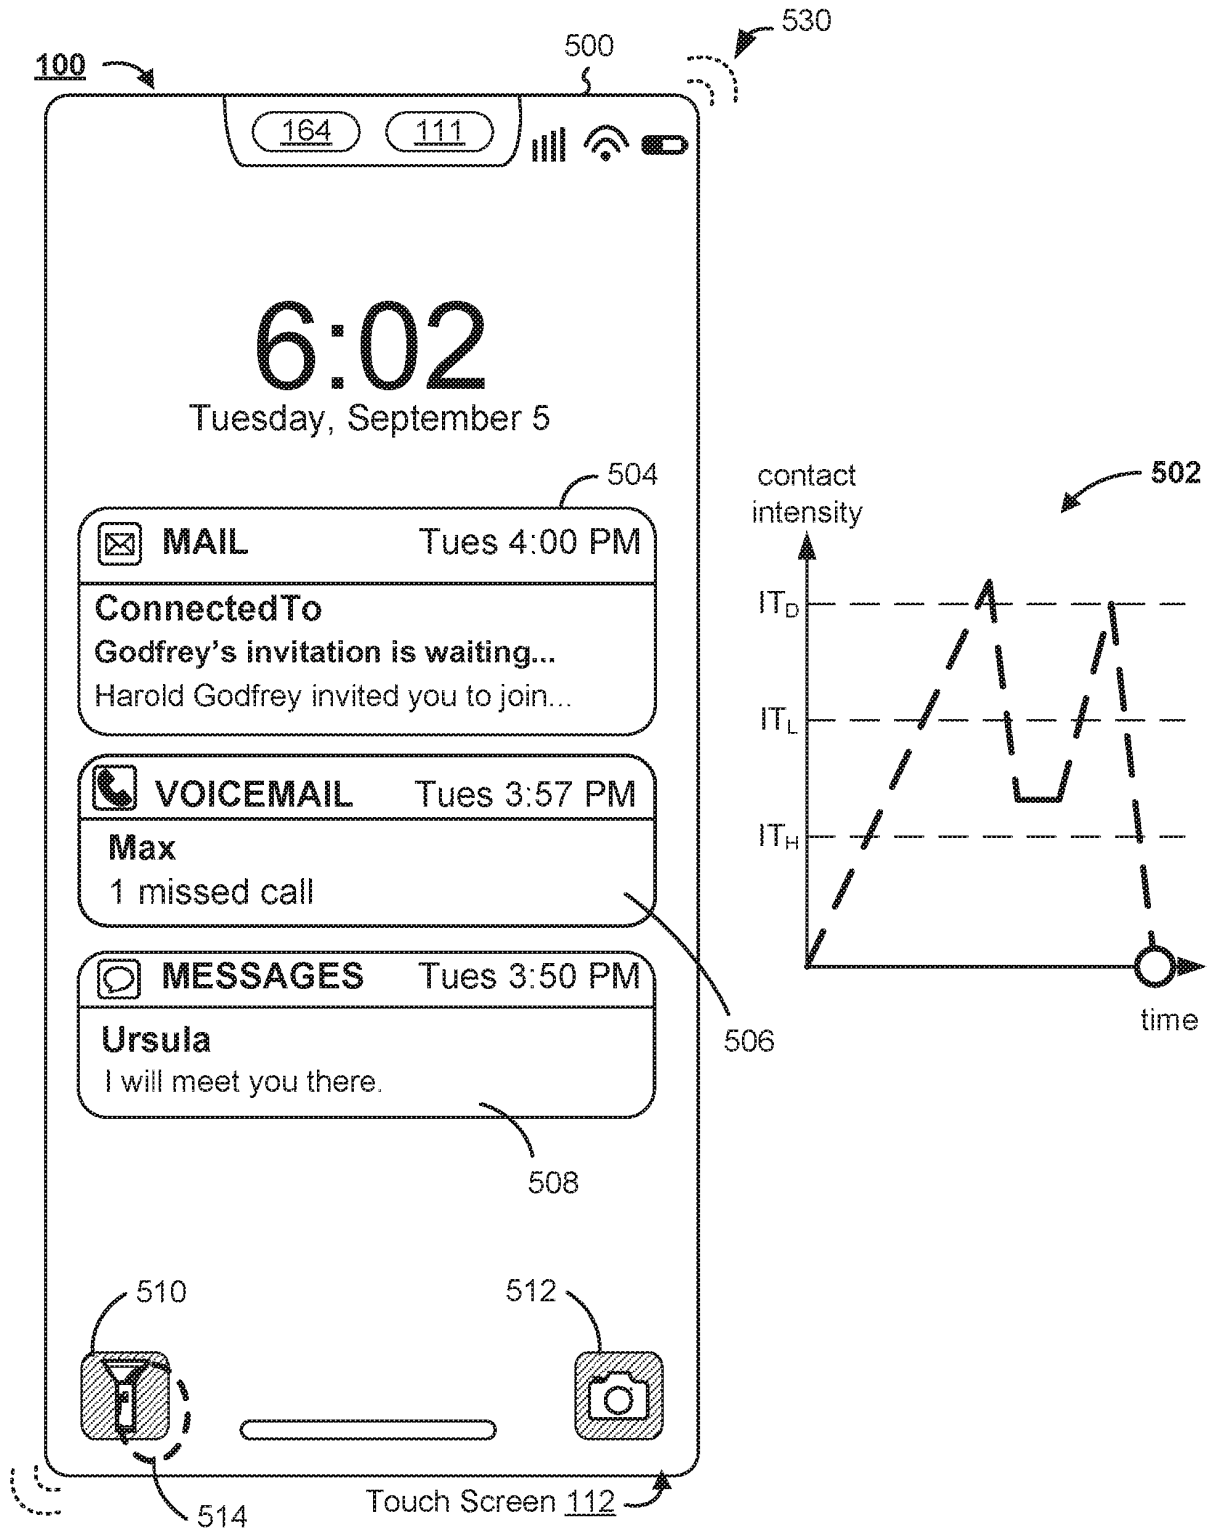 530
500
100
164 111
6:02
Tuesday, September 5
504
MAIL Tues 4:00 PM
ConnectedTo
Godfrey's invitation is waiting...
Harold Godfrey invited you to join...
VOICEMAIL Tues 3:57 PM
Max
1 missed call
MESSAGES Tues 3:50 PM
Ursula
I will meet you there.
506
508
510
512
514
Touch Screen 112
502
contact
intensity
ITD
ITL
ITH
time